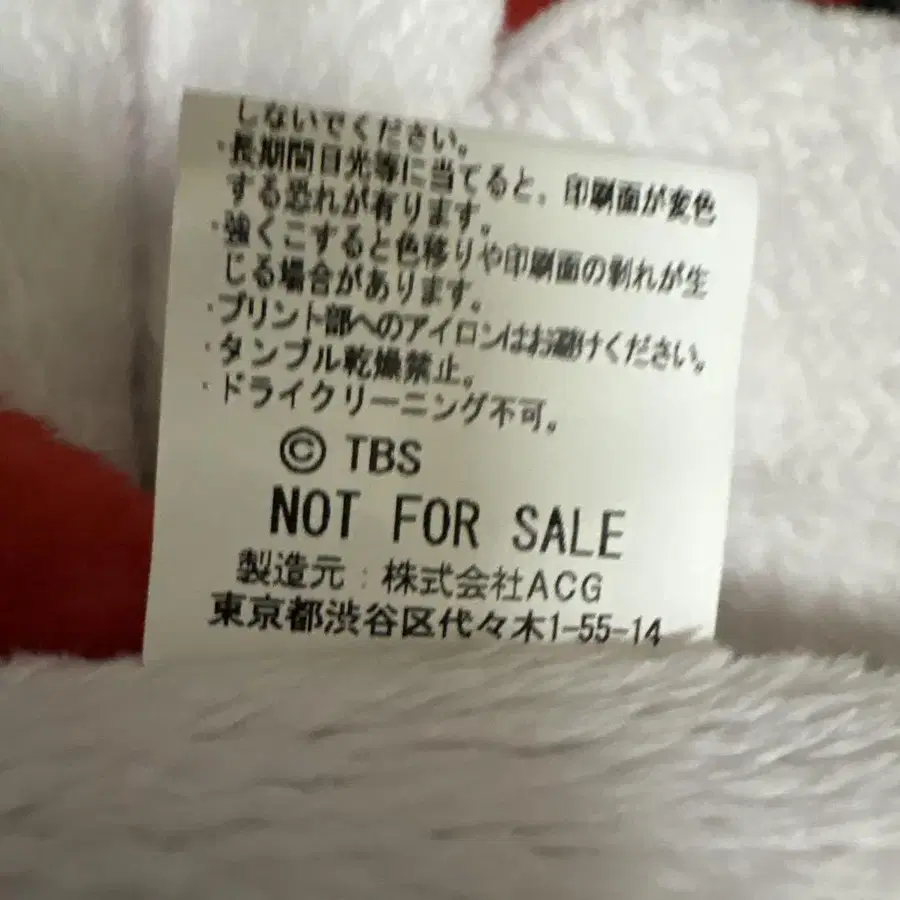 しないでください。
・長期間日光等に当てると、印刷面が変色
する恐れが有ります。
・強くこすると色移りや印刷面の剥れが生
じる場合があります。
・プリント部へのアイロンはお避けください。
・タンブル乾燥禁止。
・ドライクリーニング不可。
© TBS
NOT FOR SALE
製造元：株式会社ACG
東京都渋谷区代々木1-55-14